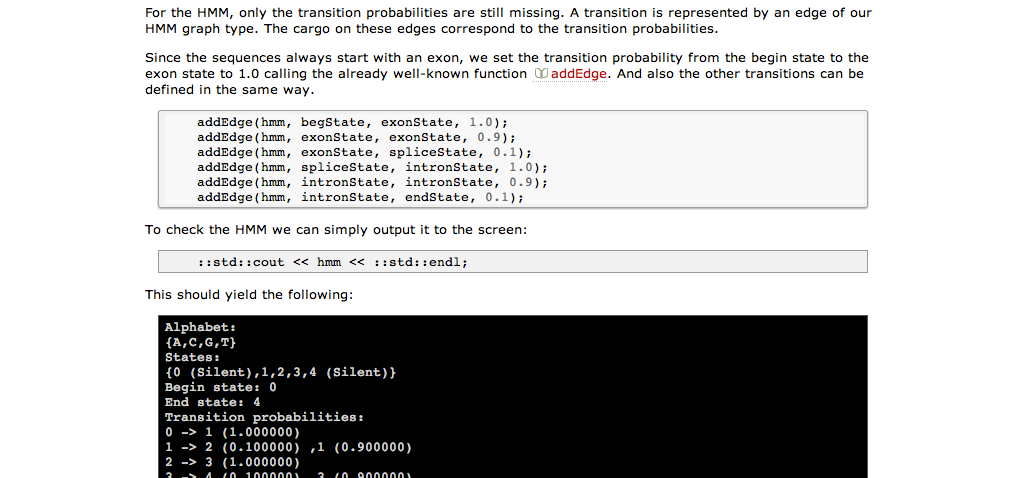 For the HMM, only the transition probabilities are still missing. A transition is represented by an edge of our
HMM graph type. The cargo on these edges correspond to the transition probabilities.
Since the sequences always start with an exon, we set the transition probability from the begin state to the
exon state to 1.0 calling the already well-known function addEdge. And also the other transitions can be
defined in the same way.
addEdge(hmm, begState, exonState, 1.0);
addEdge(hmm, exonState, exonState, 0.9);
addEdge(hmm, exonState, spliceState, 0.1);
addEdge(hmm, spliceState, intronState, 1.0);
addEdge(hmm, intronState, intronState, 0.9);
addEdge(hmm, intronState, endState, 0.1);
To check the HMM we can simply output it to the screen:
::std::cout << hmm << ::std::endl;
This should yield the following:
Alphabet:
{A,C,G,T}
States:
{0 (Silent),1,2,3,4 (Silent)}
Begin state: 0
End state: 4
Transition probabilities:
0 -> 1 (1.000000)
1 -> 2 (0.100000) ,1 (0.900000)
2 -> 3 (1.000000)
3 -> 4 (0.100000) ,3 (0.900000)